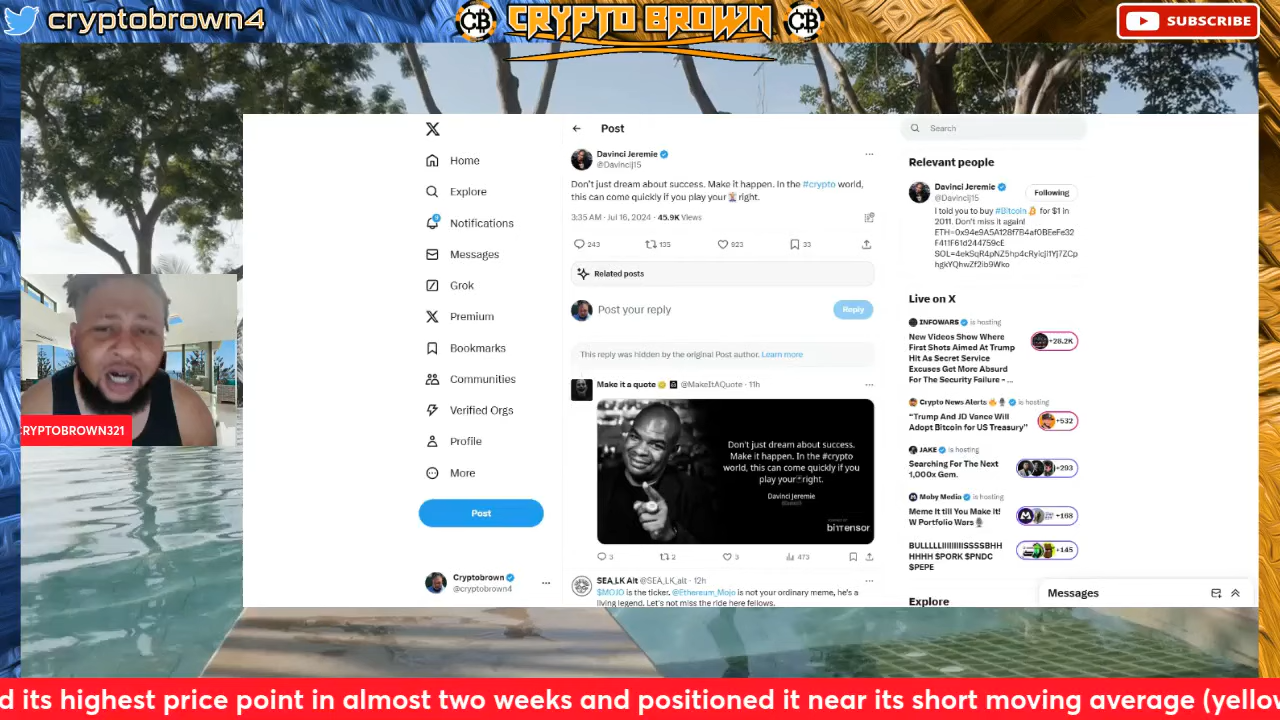 cryptobrown4
CB
CRYPTO BROWN
CB
SUBSCRIBE
CRYPTOBROWN321
Home
Explore
Notifications
Messages
Grok
Premium
Bookmarks
Communities
Verified Orgs
Profile
More
Post
Cryptobrown
@cryptobrown4
Post
Davinci Jeremie
@Davincij15
Don't just dream about success. Make it happen. In the #crypto world,
this can come quickly if you play your🃏right.
3:35 AM · Jul 16, 2024 · 45.9K Views
243 135 923 33
Related posts
Post your reply
Reply
This reply was hidden by the original Post author. Learn more
Make it a quote @MakeItAQuote · 11h
Don't just dream about success.
Make it happen. In the #crypto
world, this can come quickly if you
play your🃏right.
Davinci Jeremie
bittensor
3 2 3 473
SEA_LK Alt @SEA_LK_alt · 12h
$MOJO is the ticker. @Ethereum_Mojo is not your ordinary meme, he's a
living legend. Let's not miss the ride here fellows.
Search
Relevant people
Davinci Jeremie
@Davincij15
Following
I told you to buy #Bitcoin for $1 in
2011. Don't miss it again!
Live on X
INFOWARS is hosting
New Videos Show Where
First Shots Aimed At Trump
Hit As Secret Service
Excuses Get More Absurd
For The Security Failure - ...
+28.2K
Crypto News Alerts is hosting
"Trump And JD Vance Will
Adopt Bitcoin for US Treasury"
+532
JAKE is hosting
Searching For The Next
1,000x Gem.
+293
Moby Media is hosting
Meme It till You Make It!
W Portfolio Wars
+168
HHHHH $PORK $PNDC
$PEPE
+145
Explore
Messages
d its highest price point in almost two weeks and positioned it near its short moving average (yellow